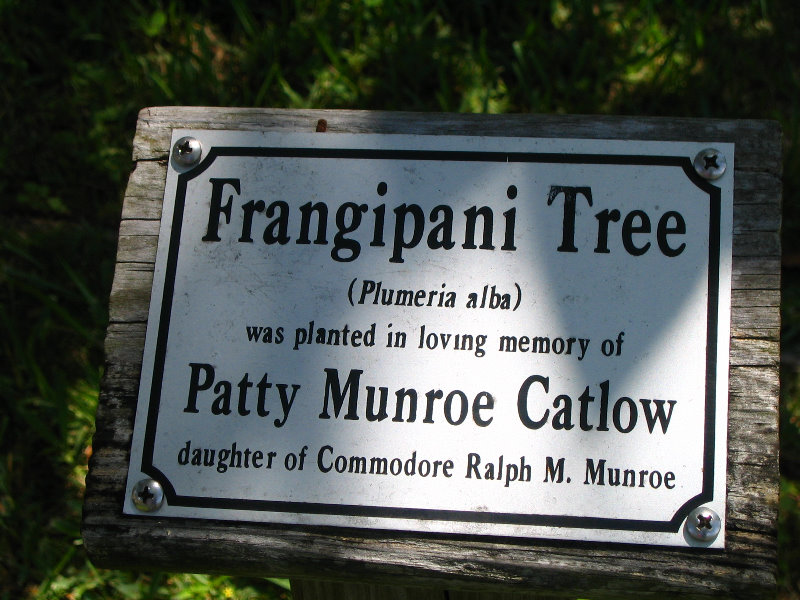 Frangipani Tree
(Plumeria alba)
was planted in loving memory of
Patty Munroe Catlow
daughter of Commodore Ralph M. Munroe